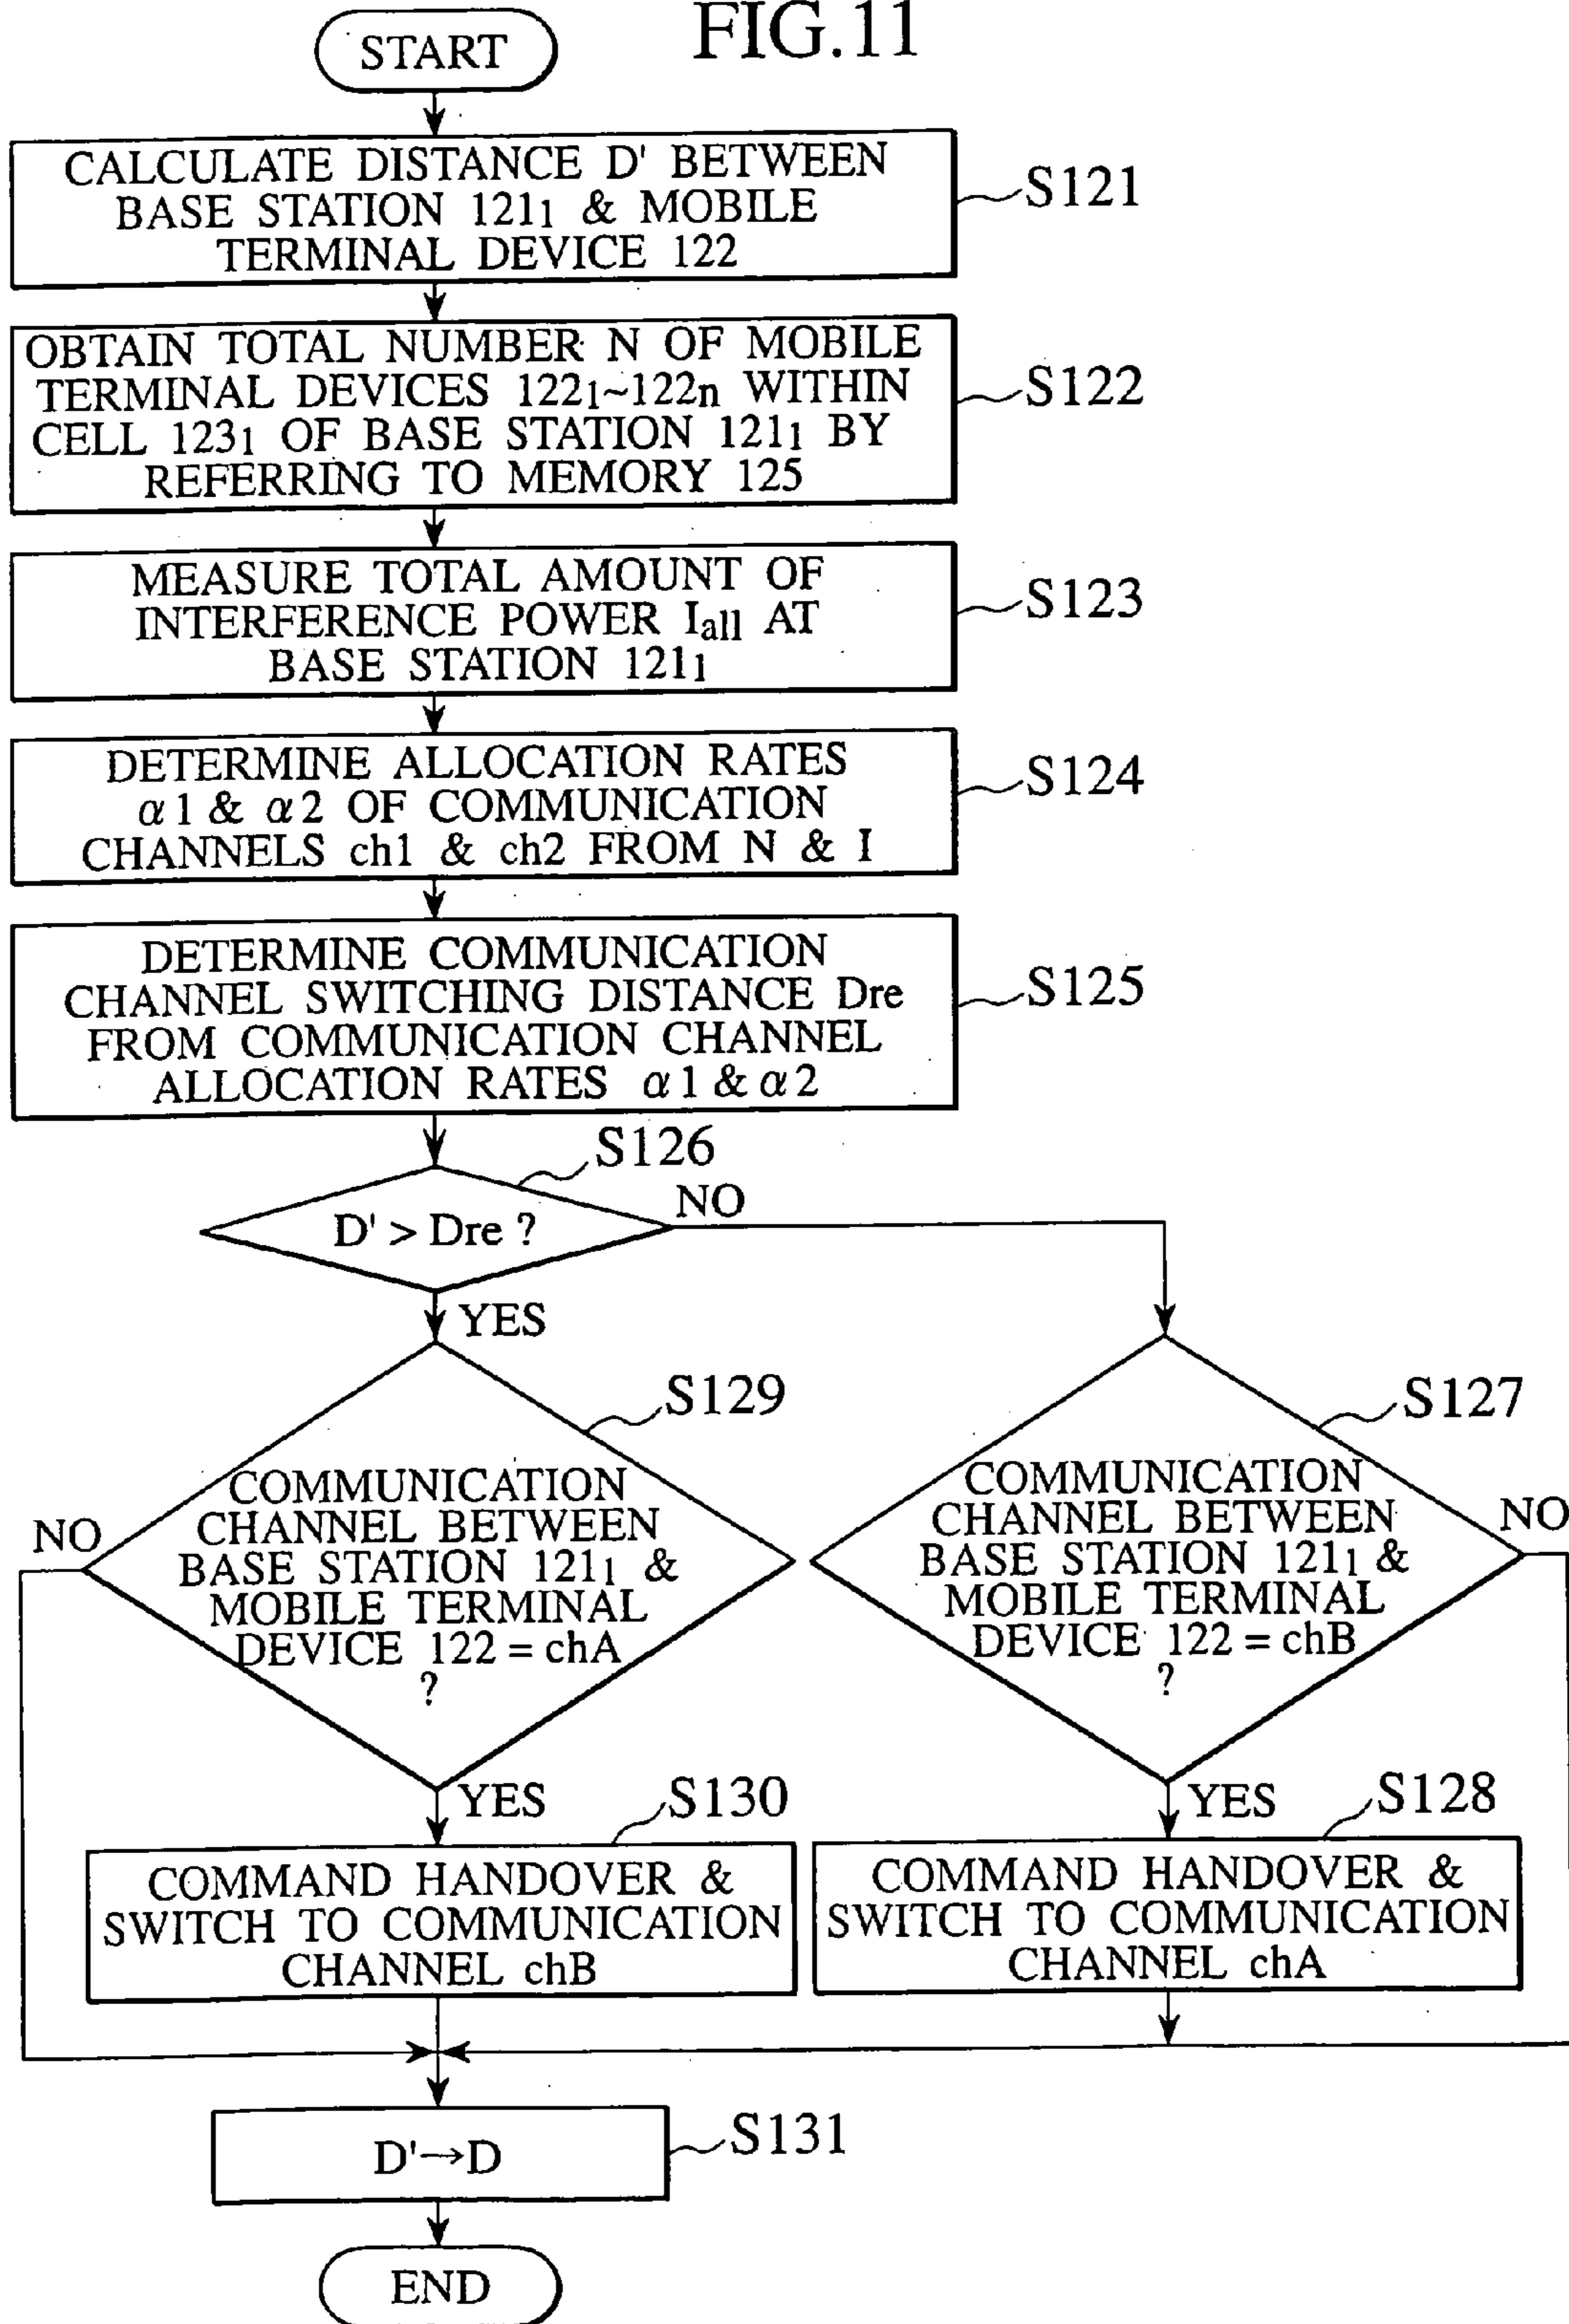 FIG.11
START
CALCULATE DISTANCE D' BETWEEN
BASE STATION 121₁ & MOBILE
TERMINAL DEVICE 122
S121
OBTAIN TOTAL NUMBER N OF MOBILE
TERMINAL DEVICES 122₁~122n WITHIN
CELL 123₁ OF BASE STATION 121₁ BY
REFERRING TO MEMORY 125
S122
MEASURE TOTAL AMOUNT OF
INTERFERENCE POWER Iall AT
BASE STATION 121₁
S123
DETERMINE ALLOCATION RATES
α1 & α2 OF COMMUNICATION
CHANNELS ch1 & ch2 FROM N & I
S124
DETERMINE COMMUNICATION
CHANNEL SWITCHING DISTANCE Dre
FROM COMMUNICATION CHANNEL
ALLOCATION RATES α1 & α2
S125
S126
D' > Dre ?
NO
YES
S129
COMMUNICATION
CHANNEL BETWEEN
BASE STATION 121₁ &
MOBILE TERMINAL
DEVICE 122 = chA
?
NO
YES
S127
COMMUNICATION
CHANNEL BETWEEN
BASE STATION 121₁ &
MOBILE TERMINAL
DEVICE 122 = chB
?
NO
YES
S130
COMMAND HANDOVER &
SWITCH TO COMMUNICATION
CHANNEL chB
S128
COMMAND HANDOVER &
SWITCH TO COMMUNICATION
CHANNEL chA
D'→D
S131
END